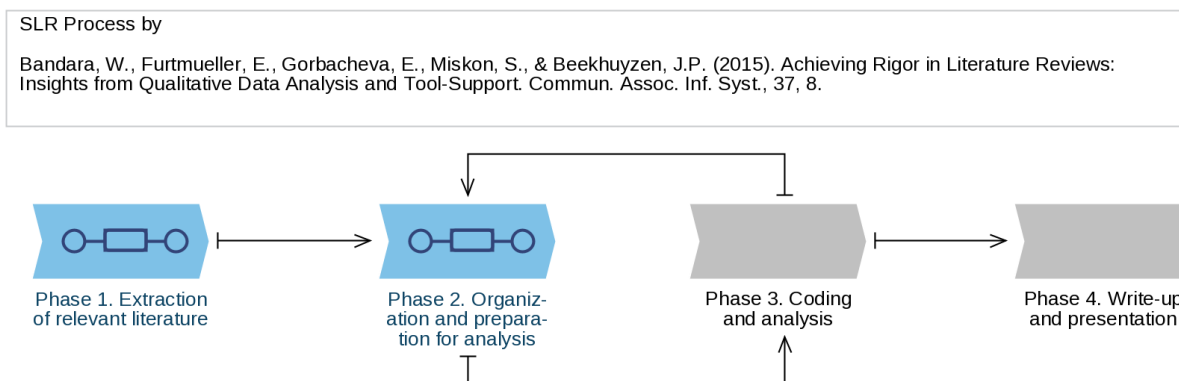 SLR Process by
Bandara, W., Furtmueller, E., Gorbacheva, E., Miskon, S., & Beekhuyzen, J.P. (2015). Achieving Rigor in Literature Reviews:
Insights from Qualitative Data Analysis and Tool-Support. Commun. Assoc. Inf. Syst., 37, 8.
Phase 1. Extraction
of relevant literature
Phase 2. Organiz-
ation and prepara-
tion for analysis
Phase 3. Coding
and analysis
Phase 4. Write-up
and presentation